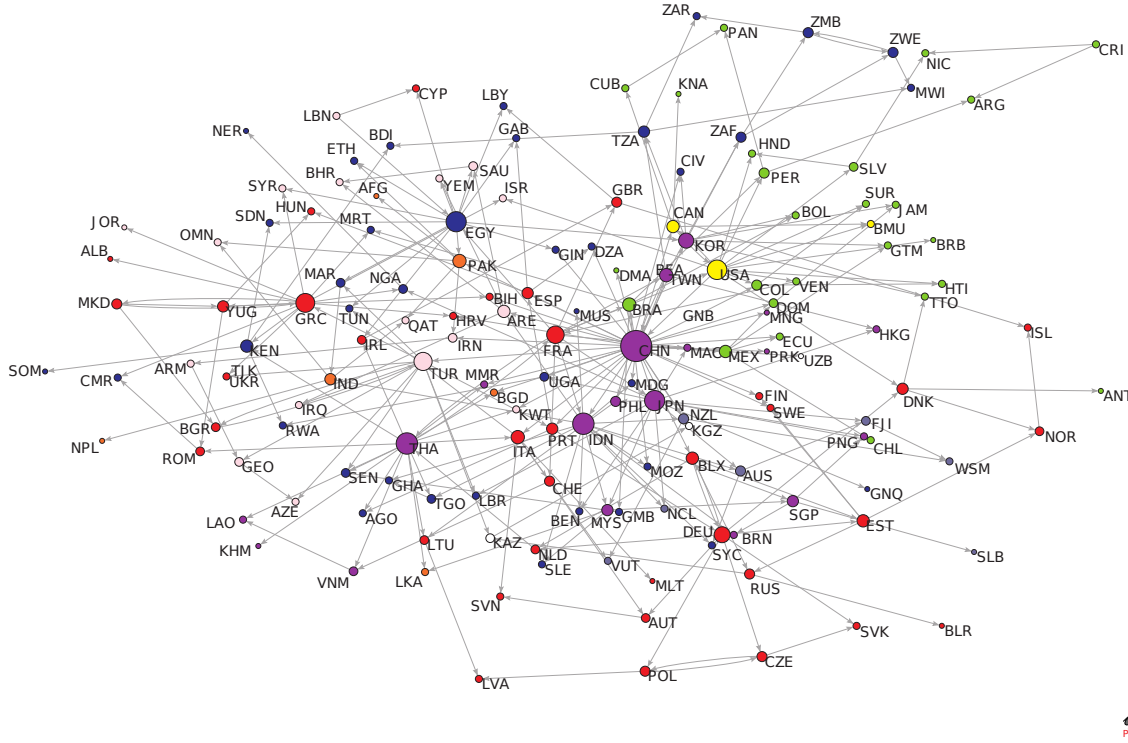 ZAR
ZMB
PAN
ZWE
CRI
NIC
CUB
KNA
CYP
LBY
MWI
ARG
LBN
GAB
NER
BDI
TZA
ZAF
HND
ETH
SAU
CIV
SLV
BHR
YEM
PER
SYR
AFG
ISR
GBR
SUR
JAM
HUN
MRT
CAN
BOL
BMU
JOR
SDN
EGY
OMN
KOR
GTM
BRB
ALB
PAK
GIN
DZA
MAR
NGA
DMA
TWN
USA
COL
VEN
HTI
MKD
YUG
GRC
TUN
BIH
ESP
ARE
MUS
BRA
GNB
DOM
MNG
TTO
QAT
HRV
HKG
ISL
KEN
IRL
IRN
FRA
CHN
MAC
MEX
ECU
PRK
UZB
SOM
CMR
ARM
TJK
UKR
IND
TUR
MMR
UGA
MDG
BGD
FIN
DNK
ANT
IRQ
KWT
PHL
JPN
SWE
BGR
RWA
NZL
KGZ
FJI
NPL
ROM
THA
ITA
PRT
IDN
PNG
CHL
NOR
GEO
SEN
GHA
CHE
MOZ
BLX
AUS
WSM
AZE
TGO
LBR
GNQ
LAO
AGO
BEN
MYS
GMB
NCL
SGP
EST
KHM
LTU
KAZ
NLD
DEU
BRN
SYC
SLB
VNM
LKA
SLE
VUT
MLT
RUS
SVN
AUT
SVK
BLR
CZE
LVA
POL